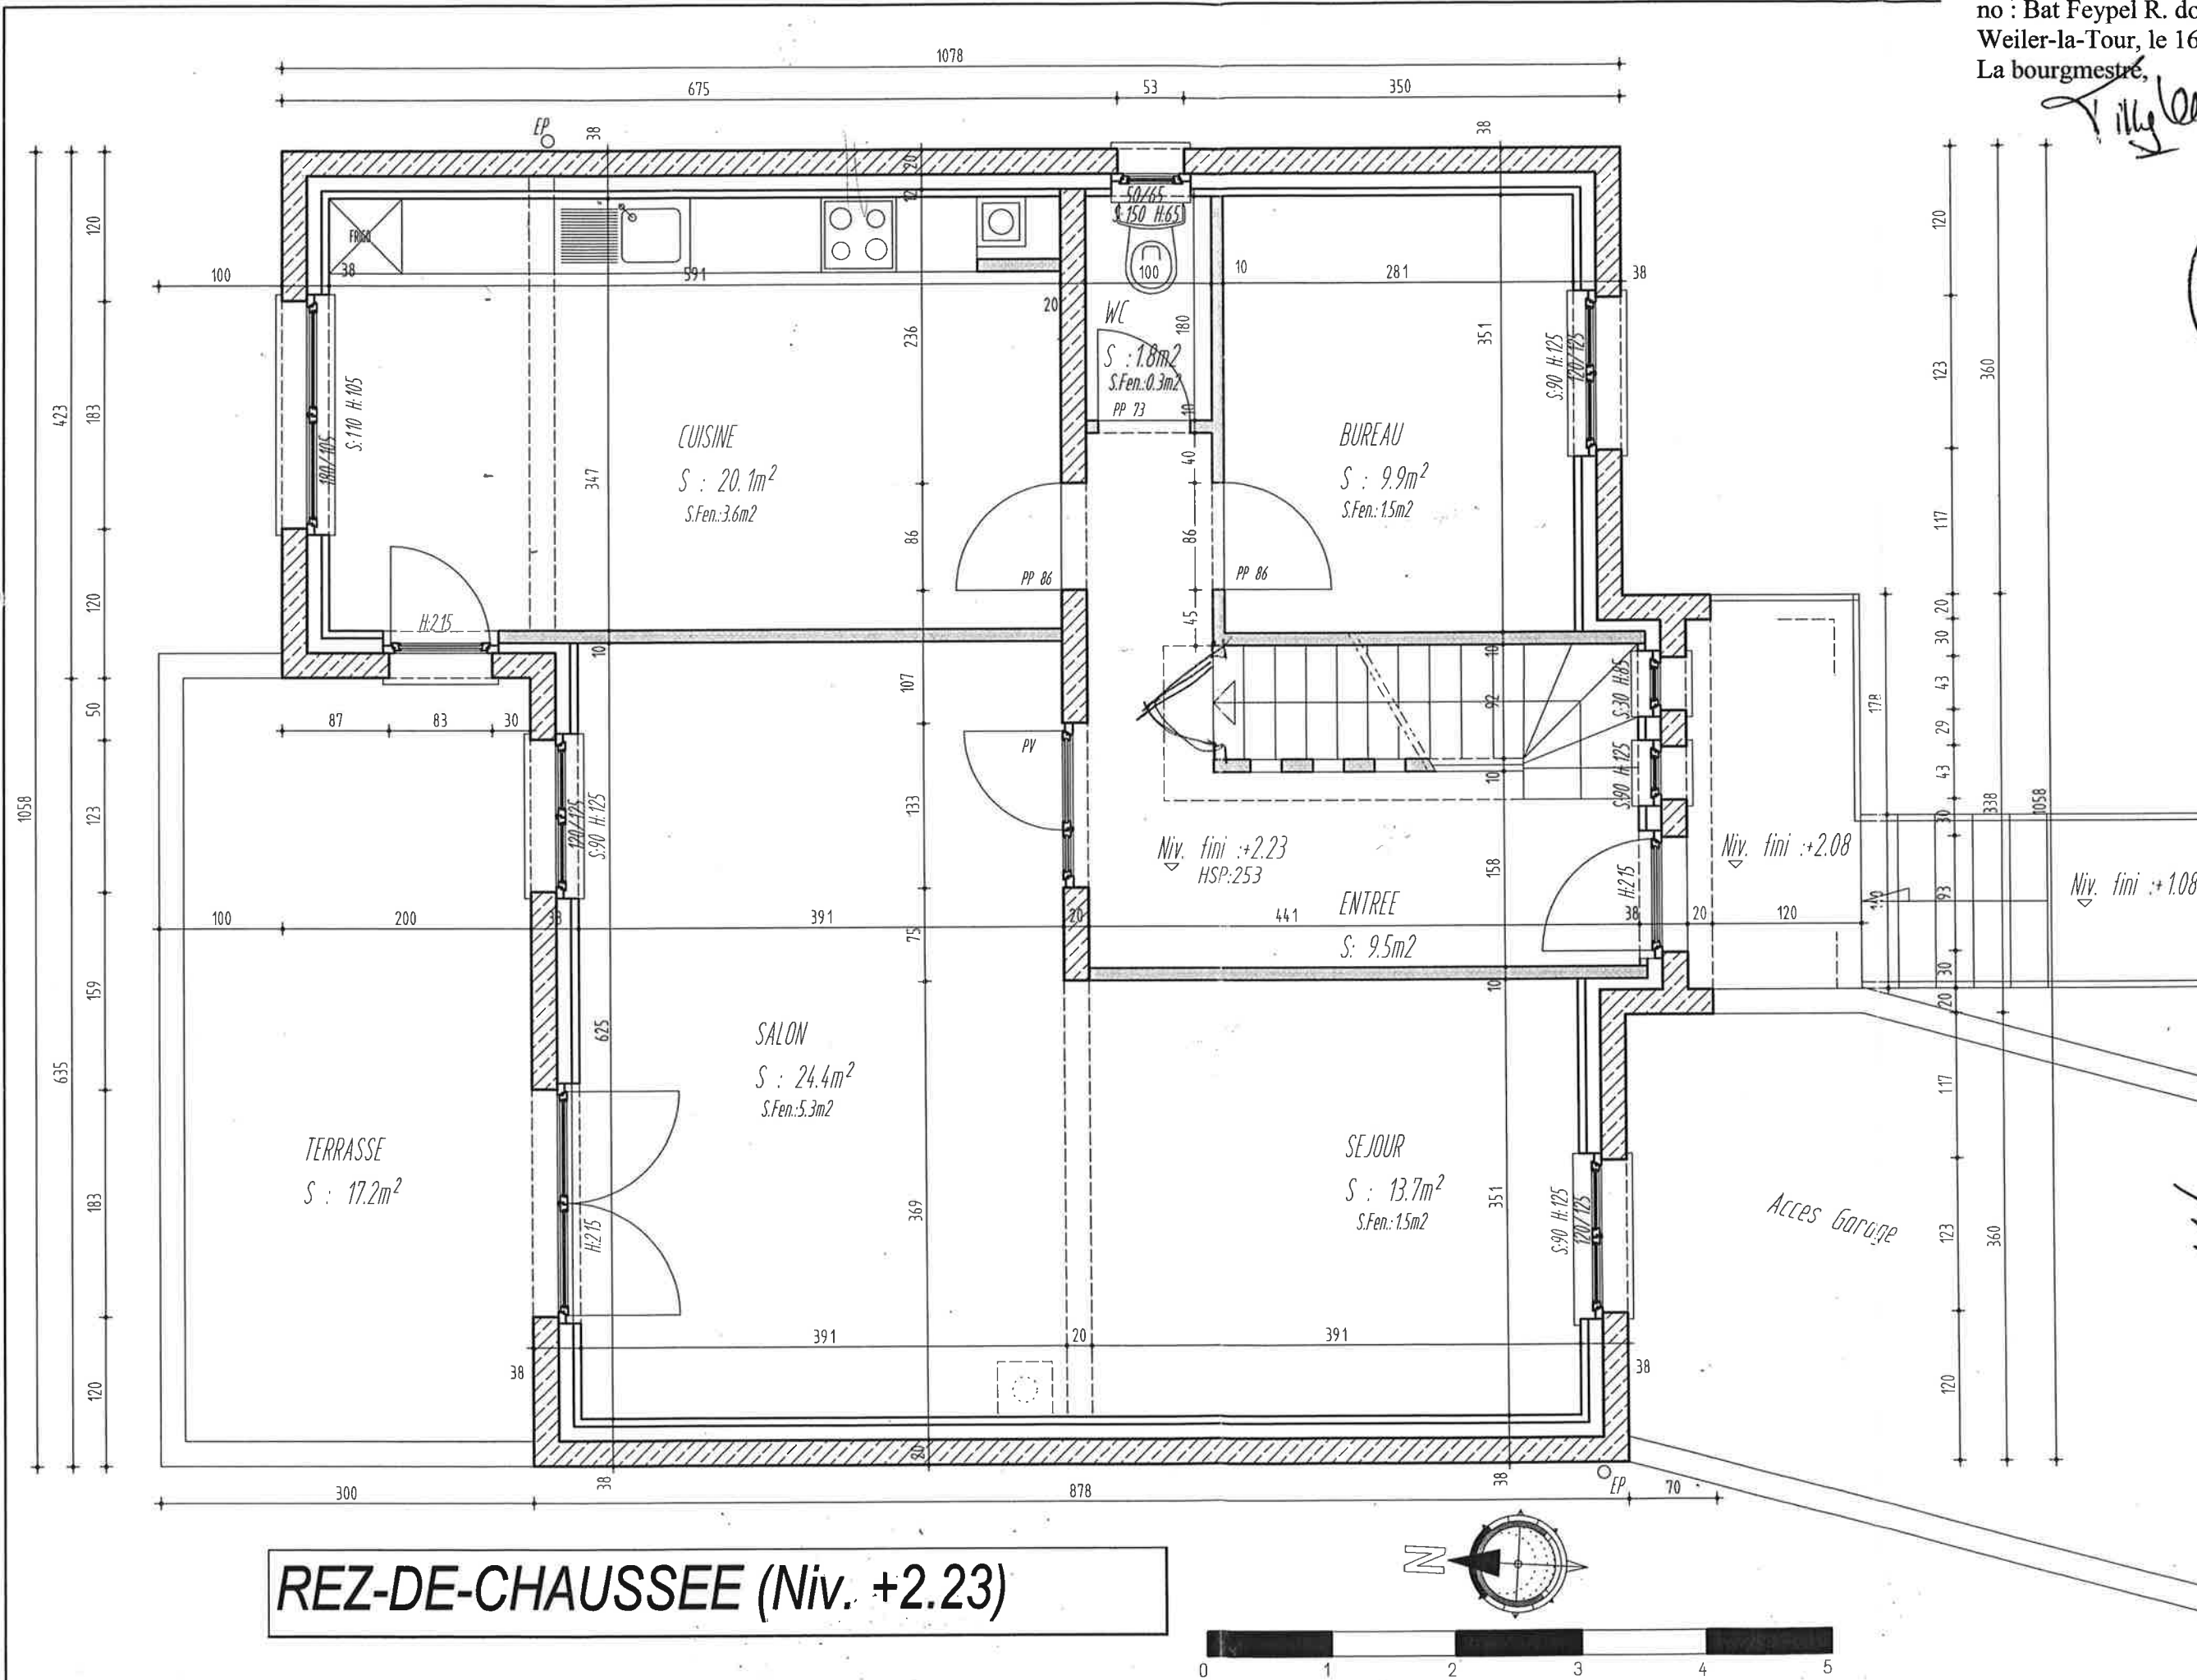 no : Bat Feypel R. do
Weiler-la-Tour, le 16
La bourgmestre,
1078
675 53 350
EP 38 20 12 38
50/65
S:150 H:65
FRIGO
100 38 591 20 100 10 281 38
WC
S :1.8m2
S.Fen.:0.3m2
PP 73
180
10
236
351
S:90 H:125
120/125
S:110 H:105
180/105
CUISINE
S : 20.1m²
S.Fen.:3.6m2
347
BUREAU
S : 9.9m²
S.Fen.:1.5m2
40
86
86
PP 86
PP 86
45
H:215
10
107
87 83 30
PV
133
10
92
10
S:30 H:85
S:90 H:125
120/125
S:90 H:125
Niv. fini :+2.23
HSP:253
158
Niv. fini :+2.08
Niv. fini :+1.08
ENTREE
S: 9.5m2
H:215
100 200 38 391 20 441 38 20 120
75
10
625
SALON
S : 24.4m²
S.Fen.:5.3m2
TERRASSE
S : 17.2m²
H:215
369
SEJOUR
S : 13.7m²
S.Fen.:1.5m2
351
S:90 H:125
120/125
Acces Garage
391 20 391
38 38
20
38 38
EP
300 878 70
1058
423
635
120
183
120
50
123
159
183
120
120
123
117
20
30
43
29
43
30
93
30
20
117
123
120
360
338
360
1058
178
N
REZ-DE-CHAUSSEE (Niv. +2.23)
0 1 2 3 4 5